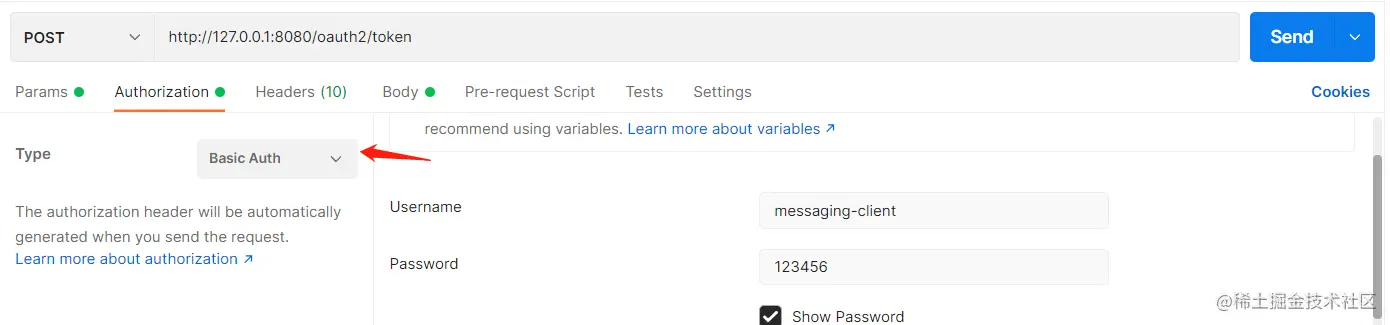 POST http://127.0.0.1:8080/oauth2/token Send
Params Authorization Headers (10) Body Pre-request Script Tests Settings Cookies
recommend using variables. Learn more about variables ↗
Type Basic Auth
The authorization header will be automatically
generated when you send the request.
Learn more about authorization ↗
Username messaging-client
Password 123456
Show Password
@稀土掘金技术社区